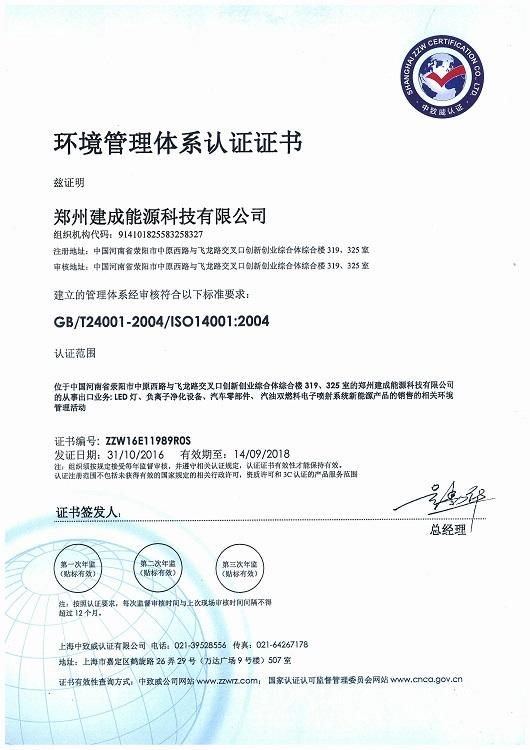 SHANGHAI ZZW CERTIFICATION CO., LTD.
中致威认证
环境管理体系认证证书
兹证明
郑州建成能源科技有限公司
组织机构代码：914101825583258327
注册地址：中国河南省荥阳市中原西路与飞龙路交叉口创新创业综合体综合楼 319、325 室
审核地址：中国河南省荥阳市中原西路与飞龙路交叉口创新创业综合体综合楼 319、325 室
建立的管理体系经审核符合以下标准要求：
GB/T24001-2004/ISO14001:2004
认证范围
位于中国河南省荥阳市中原西路与飞龙路交叉口创新创业综合体综合楼 319、325 室的郑州建成能源科技有限公司
的从事出口业务: LED 灯、负离子净化设备、汽车零部件、 汽油双燃料电子喷射系统新能源产品的销售的相关环境
管理活动
证书编号: ZZW16E11989R0S
发证日期: 31/10/2016 有效期至: 14/09/2018
注：组织须按规定接受每年监督审核，并遵守相关认证规定，认证证书有效性才能保持有效。
认证注册范围不包括未获得有效的国家规定的相关行政许可，资质许可和 3C 认证的产品服务范围
证书签发人:
总经理
第一次年监
（贴标有效）
第二次年监
（贴标有效）
第三次年监
（贴标有效）
注：按照认证要求，每次监督审核时间与上次现场审核时间间隔不得
超过 12 个月。
上海中致威认证有限公司 电话：021-39528556 传真：021-64267178
地址：上海市嘉定区鹤旋路 26 弄 29 号（万达广场 9 号楼）507 室
证书有效性查询方式：中致威公司网站 www.zzwrz.com； 国家认证认可监督管理委员会网站 www.cnca.gov.cn